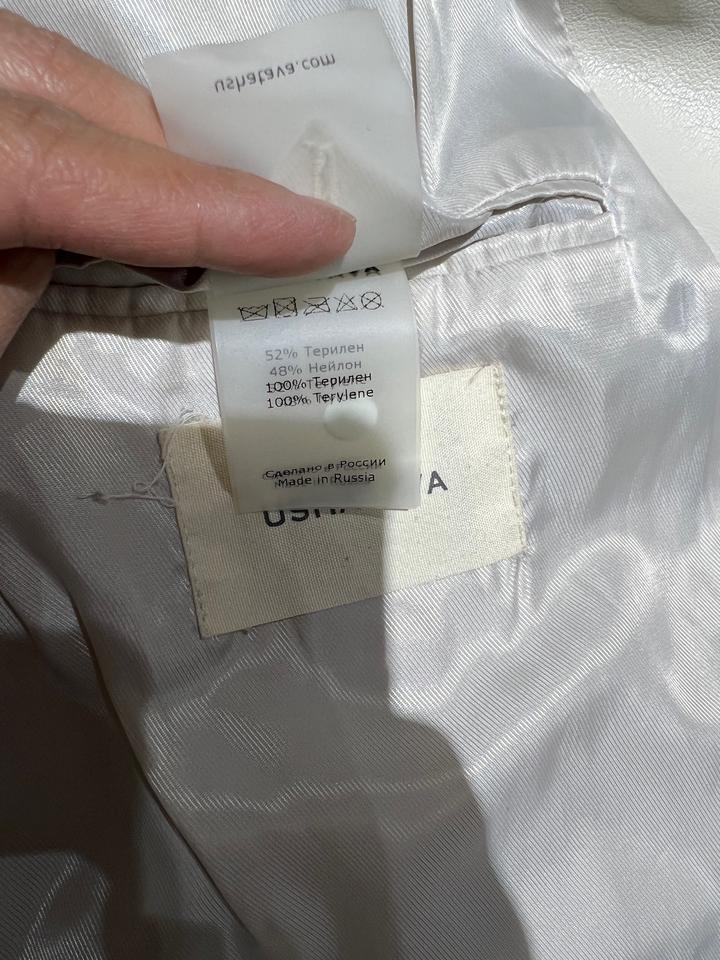 ushatava.com
52% Терилен
48% Нейлон
100% Терилен
100% Terylene
Сделано в России
Made in Russia